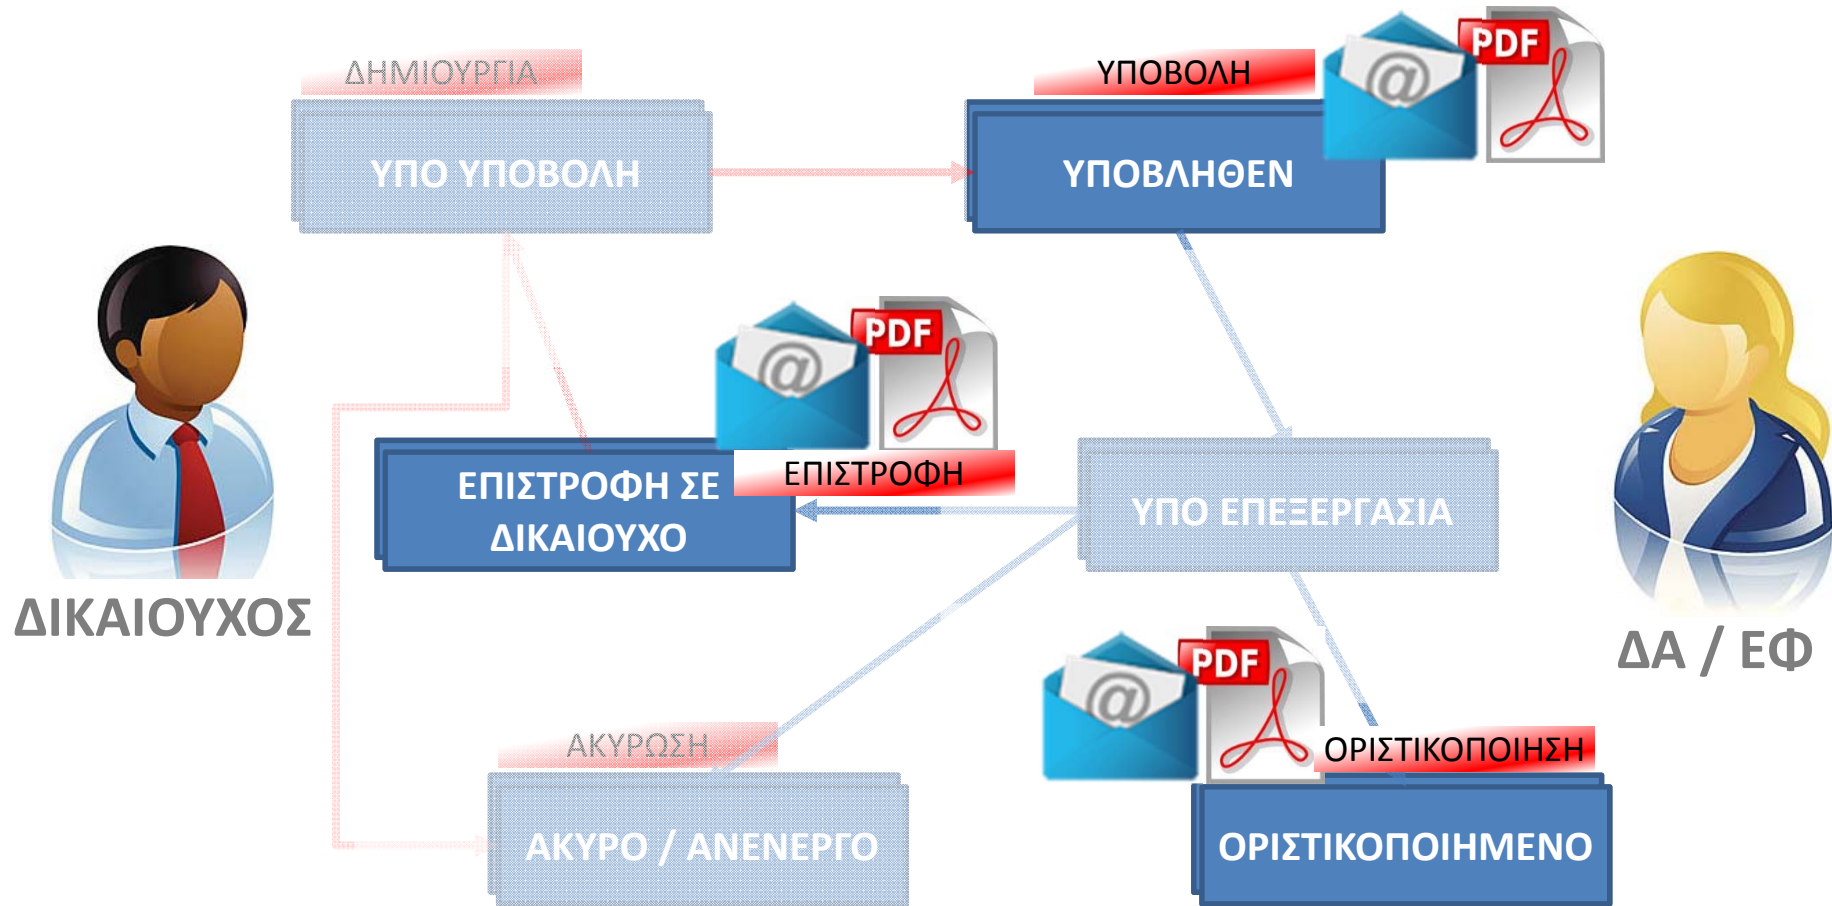 ΔΗΜΙΟΥΡΓΙΑ
ΥΠΟΒΟΛΗ
@
PDF
ΥΠΟ ΥΠΟΒΟΛΗ
ΥΠΟΒΛΗΘΕΝ
@
PDF
ΕΠΙΣΤΡΟΦΗ
ΕΠΙΣΤΡΟΦΗ ΣΕ
ΔΙΚΑΙΟΥΧΟ
ΥΠΟ ΕΠΕΞΕΡΓΑΣΙΑ
ΔΙΚΑΙΟΥΧΟΣ
ΔΑ / ΕΦ
@
PDF
ΑΚΥΡΩΣΗ
ΟΡΙΣΤΙΚΟΠΟΙΗΣΗ
ΑΚΥΡΟ / ΑΝΕΝΕΡΓΟ
ΟΡΙΣΤΙΚΟΠΟΙΗΜΕΝΟ